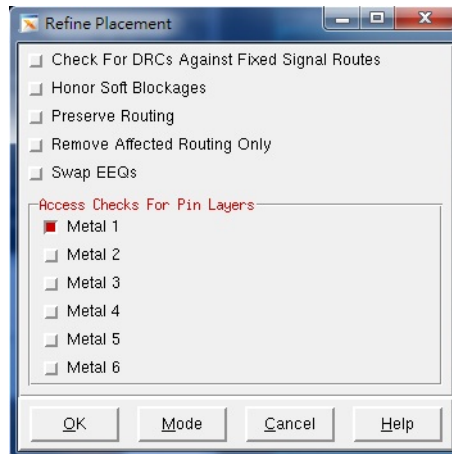 Refine Placement
Check For DRCs Against Fixed Signal Routes
Honor Soft Blockages
Preserve Routing
Remove Affected Routing Only
Swap EEQs
Access Checks For Pin Layers
Metal 1
Metal 2
Metal 3
Metal 4
Metal 5
Metal 6
OK Mode Cancel Help